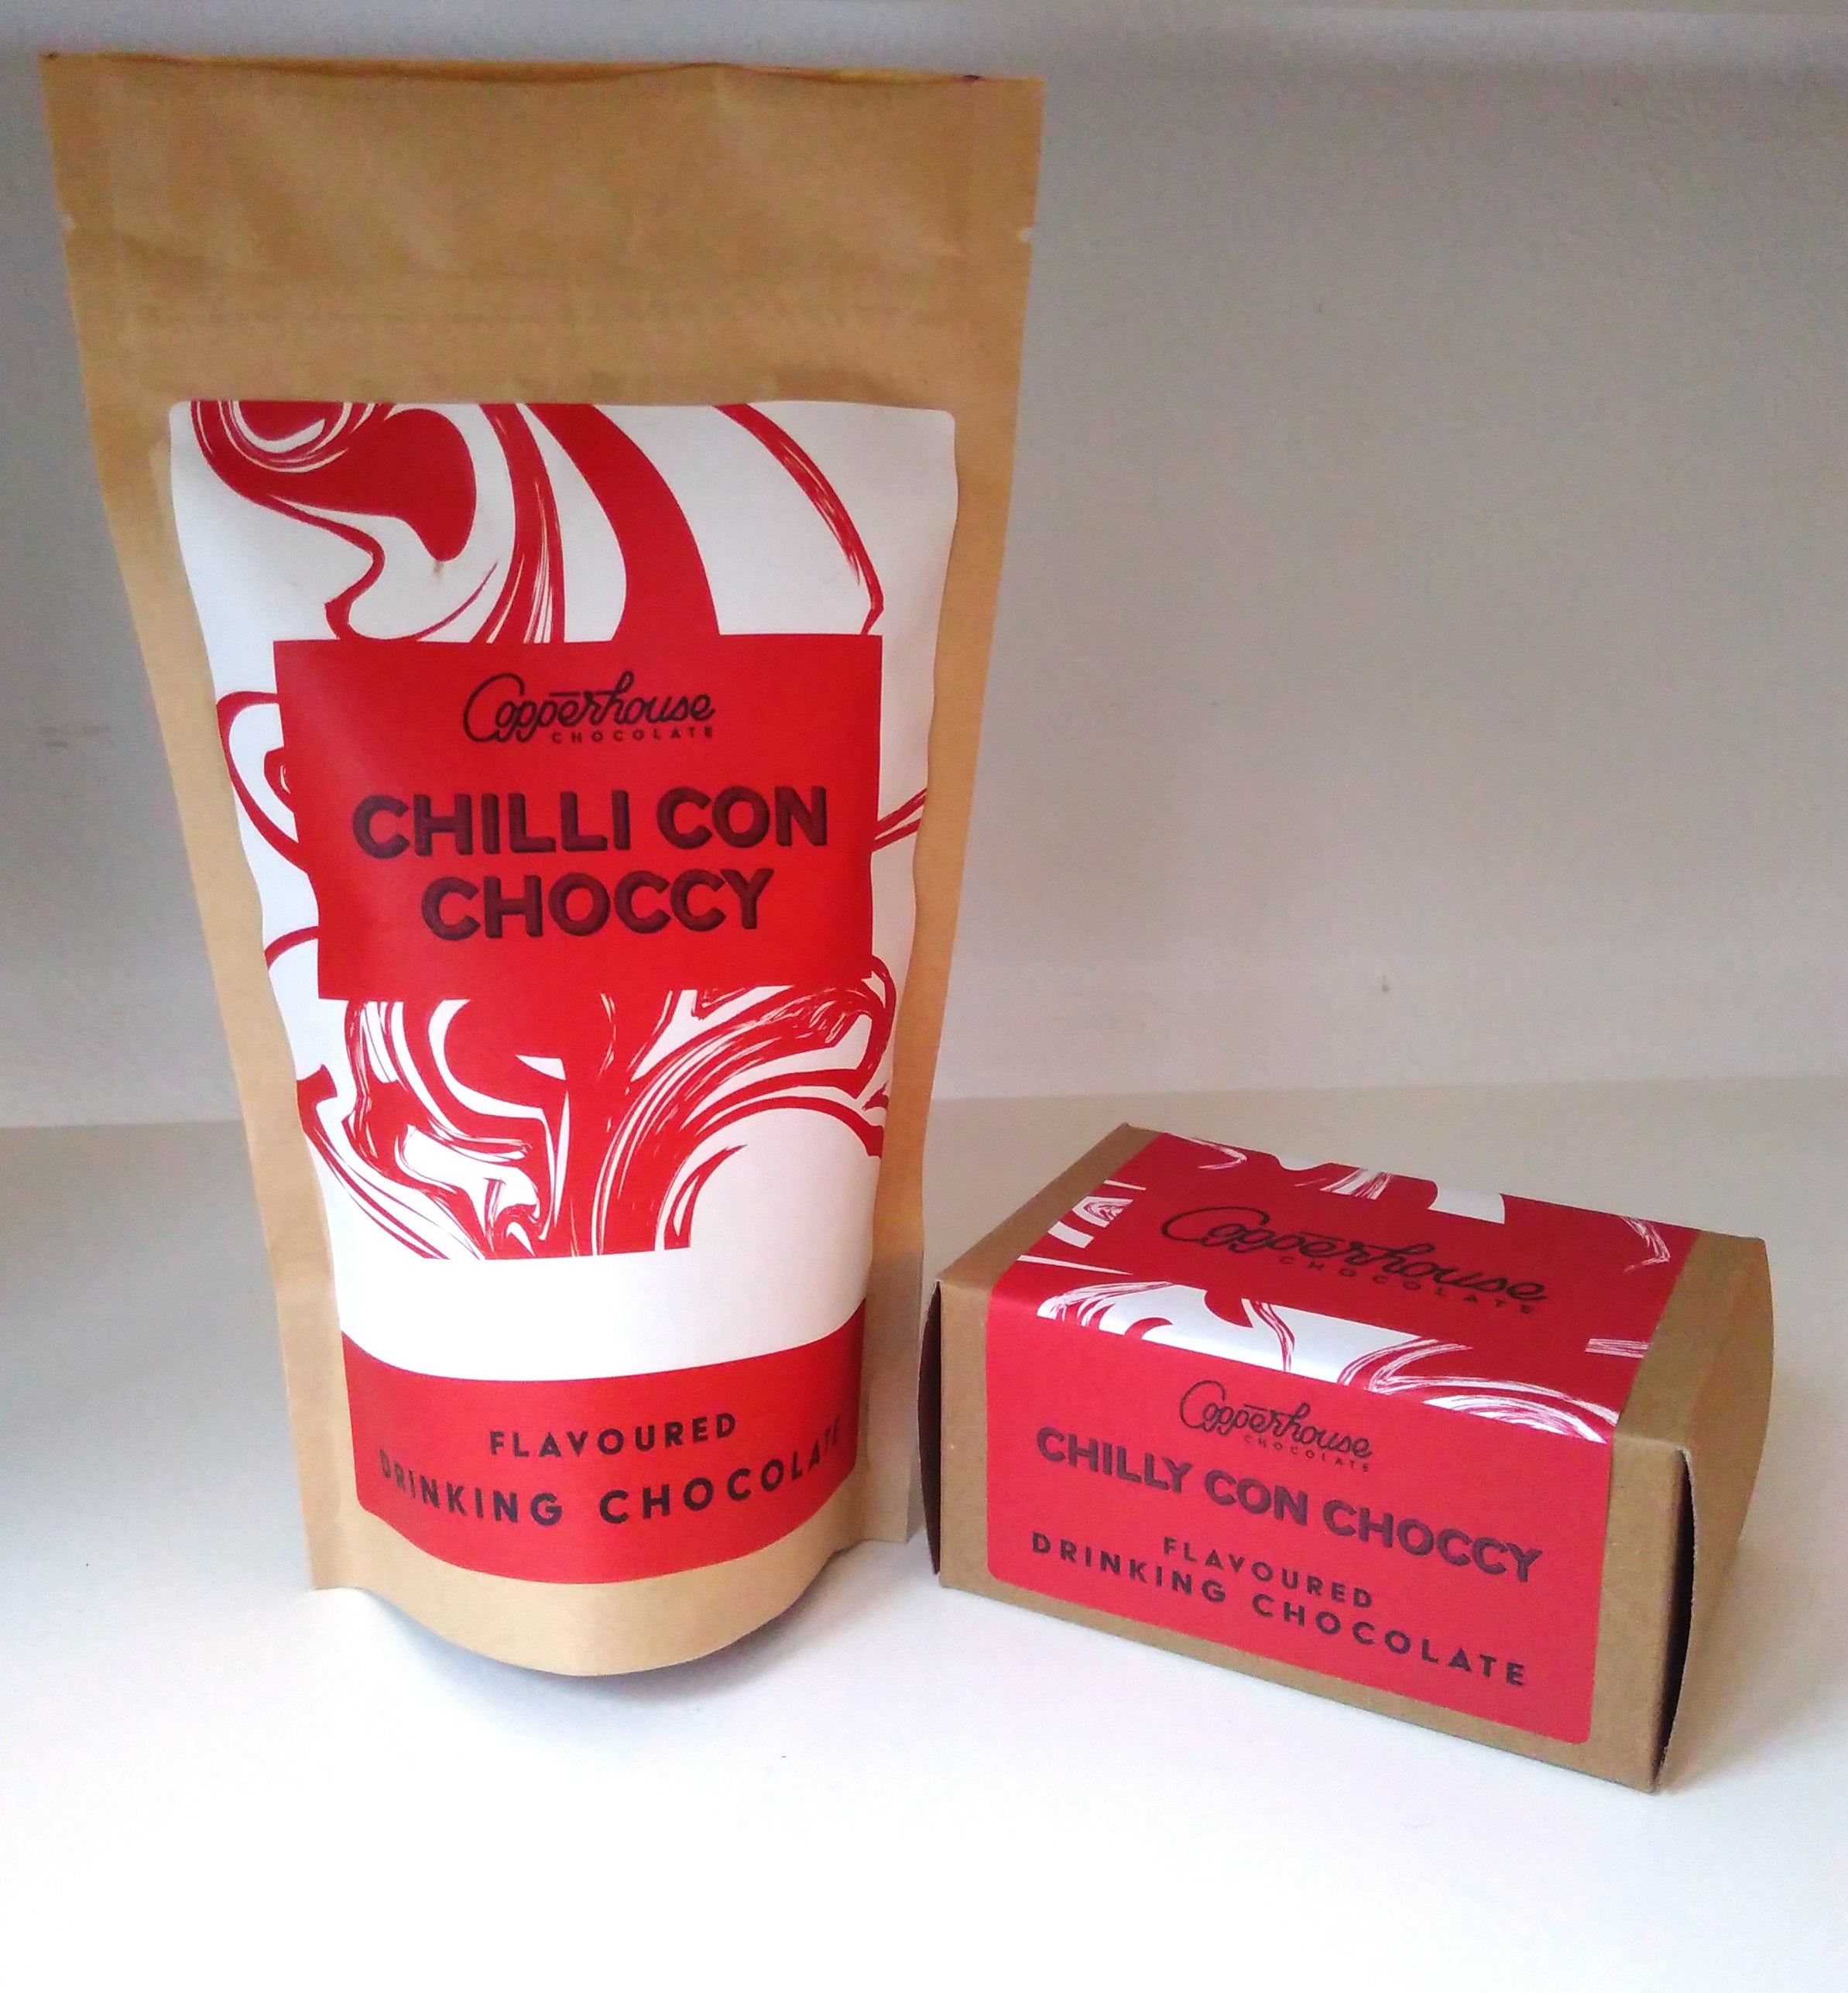 Copperhouse
CHOCOLATE
CHILLI CON
CHOCCY
FLAVOURED
DRINKING CHOCOLATE
Copperhouse
CHOCOLATE
Copperhouse
CHOCOLATE
CHILLY CON CHOCCY
FLAVOURED
DRINKING CHOCOLATE